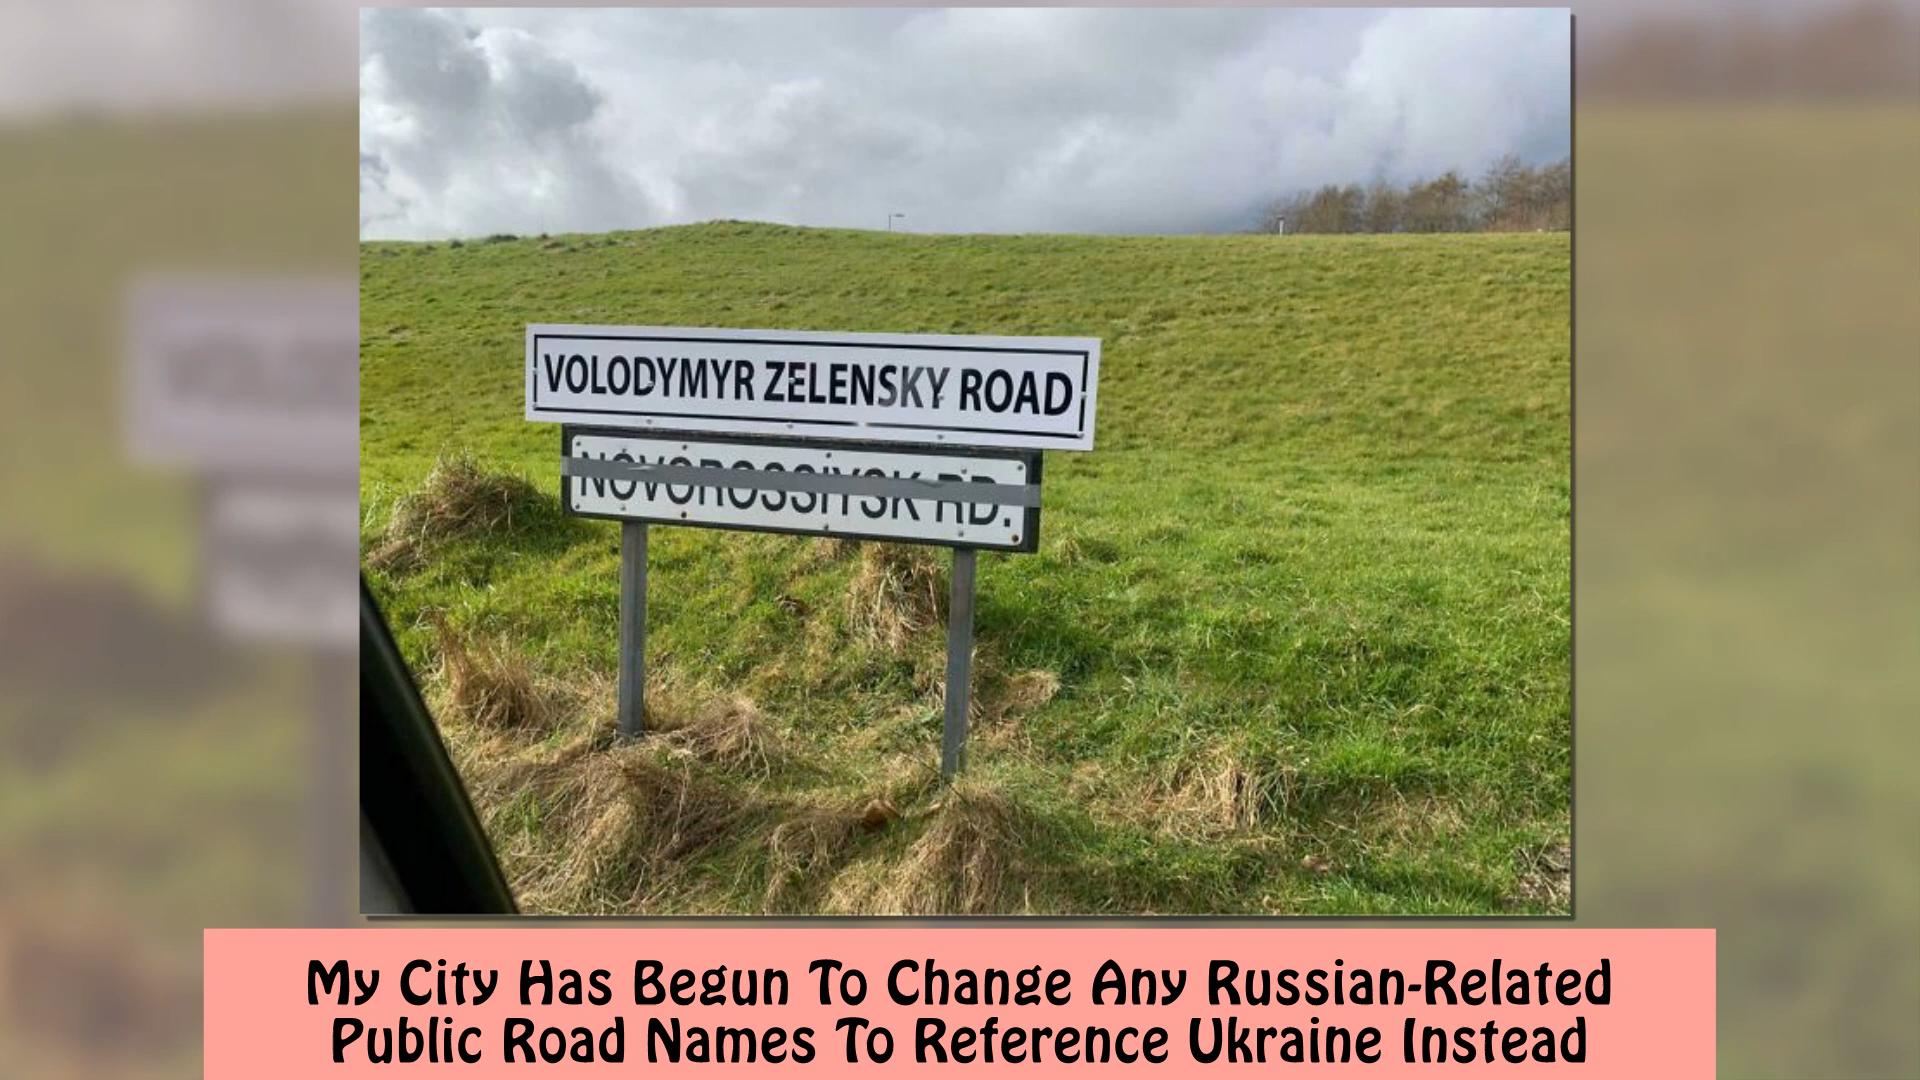 VOLODYMYR ZELENSKY ROAD
NOVOROSSIYSK RD.
My City Has Begun To Change Any Russian-Related
Public Road Names To Reference Ukraine Instead